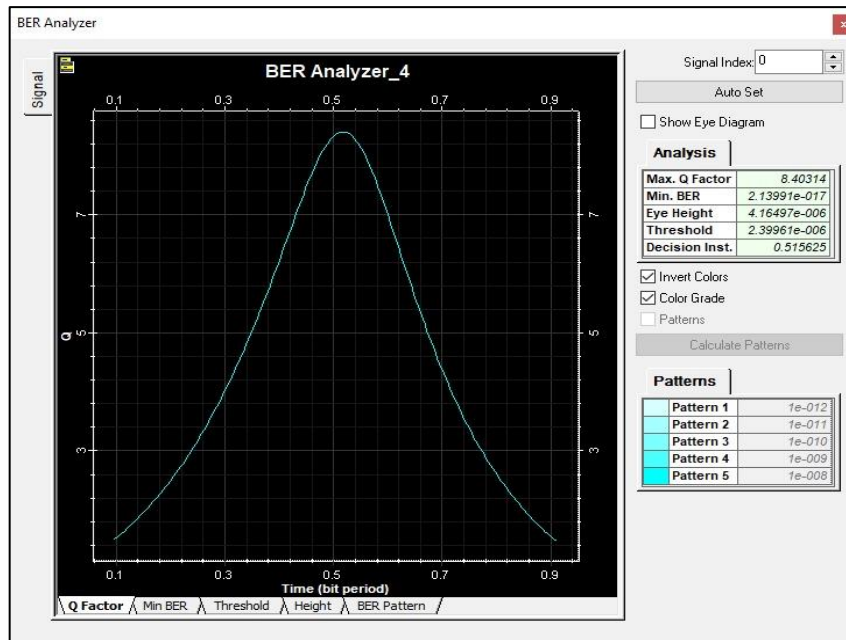 BER Analyzer
x
Signal
BER Analyzer_4
0.1 0.3 0.5 0.7 0.9
7 7
5 5
Q
3 3
0.1 0.3 0.5 0.7 0.9
Time (bit period)
Q Factor Min BER Threshold Height BER Pattern
Signal Index: 0
Auto Set
Show Eye Diagram
Analysis
Max. Q Factor 8.40314
Min. BER 2.13991e-017
Eye Height 4.16497e-006
Threshold 2.39961e-006
Decision Inst. 0.515625
Invert Colors
Color Grade
Patterns
Calculate Patterns
Patterns
Pattern 1 1e-012
Pattern 2 1e-011
Pattern 3 1e-010
Pattern 4 1e-009
Pattern 5 1e-008